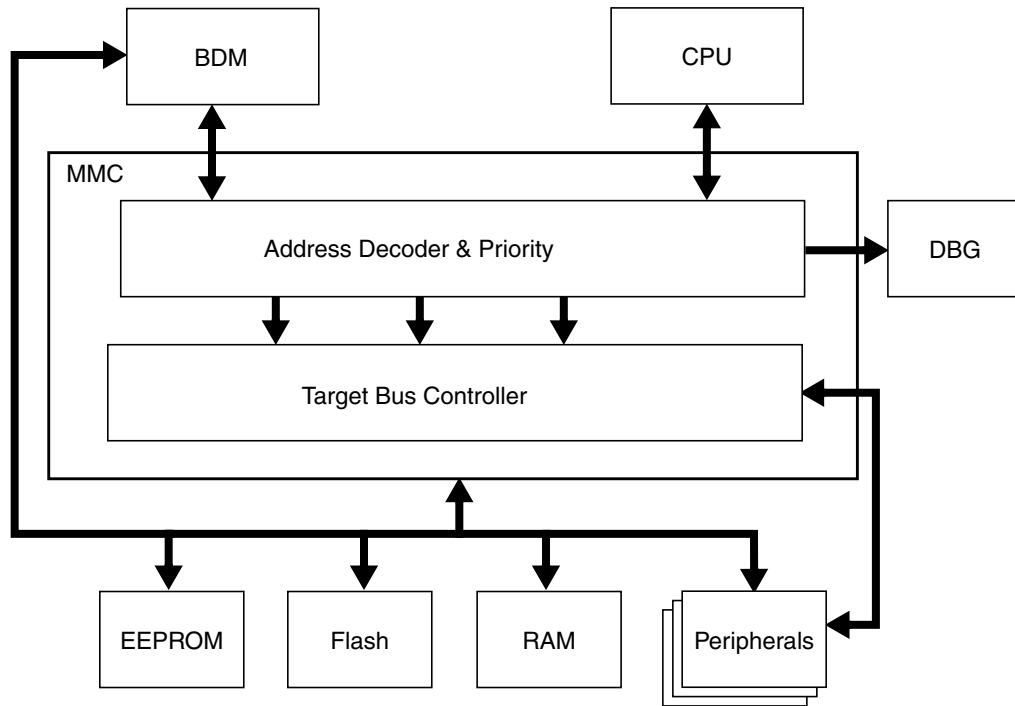 BDM
CPU
MMC
Address Decoder & Priority
DBG
Target Bus Controller
EEPROM
Flash
RAM
Peripherals